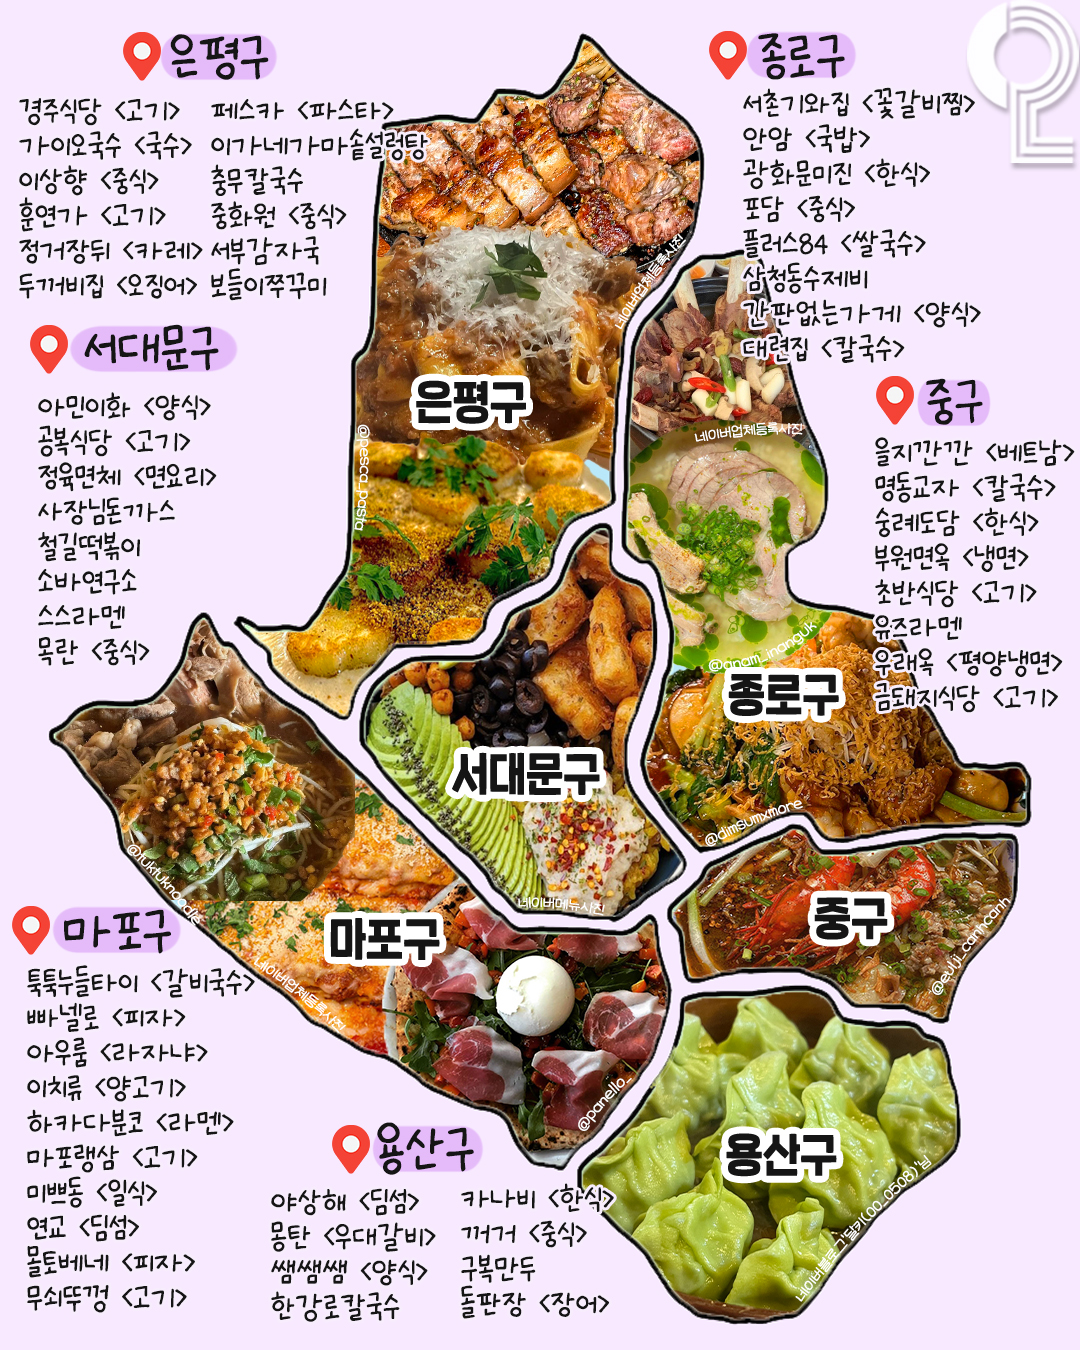 은평구
경주식당 <고기>
가이오국수 <국수>
이상향 <중식>
훈연가 <고기>
정거장뒤 <카레>
두꺼비집 <오징어>
페스카 <파스타>
이가네가마솥설렁탕
충무칼국수
중화원 <중식>
서부감자국
보들이쭈꾸미
종로구
서촌기와집 <꽃갈비찜>
안암 <국밥>
광화문미진 <한식>
포담 <중식>
플러스84 <쌀국수>
삼청동수제비
간판없는가게 <양식>
대련집 <칼국수>
서대문구
아민이화 <양식>
공복식당 <고기>
정육면체 <면요리>
사장님돈까스
철길떡볶이
소바연구소
스스라멘
목란 <중식>
중구
을지깐깐 <베트남>
명동교자 <칼국수>
숭례도담 <한식>
부원면옥 <냉면>
초반식당 <고기>
유즈라멘
우래옥 <평양냉면>
금돼지식당 <고기>
은평구
네이버업체등록사진
@pesca_pasta
네이버업체등록사진
@anam_inanguk
종로구
@dimsumxmore
서대문구
네이버메뉴사진
중구
@eulji_canhcanh
마포구
@tuktuknoodle
네이버업체등록사진
@panello_
용산구
네이버블로그'달키(00_0508)'님
마포구
툭툭누들타이 <갈비국수>
빠넬로 <피자>
아우룸 <라자냐>
이치류 <양고기>
하카다분코 <라멘>
마포랭삼 <고기>
미쁘동 <일식>
연교 <딤섬>
몰토베네 <피자>
무쇠뚜껑 <고기>
용산구
야상해 <딤섬>
몽탄 <우대갈비>
쌤쌤쌤 <양식>
한강로칼국수
카나비 <한식>
꺼거 <중식>
구복만두
돌판장 <장어>